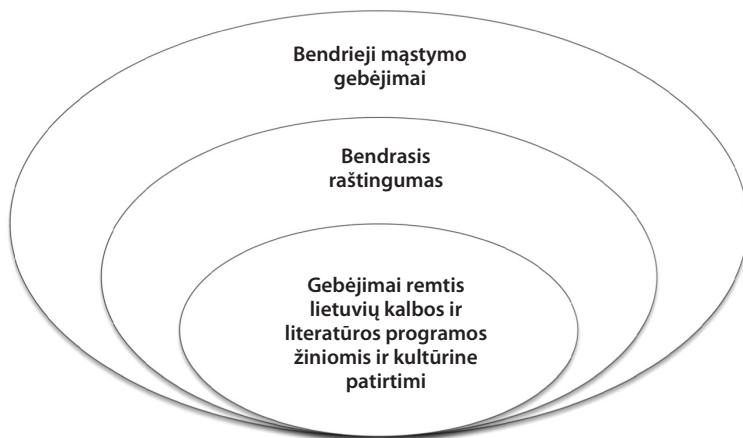 Bendrieji mąstymo
gebėjimai
Bendrasis
raštingumas
Gebėjimai remtis
lietuvių kalbos ir
literatūros programos
žiniomis ir kultūrine
patirtimi